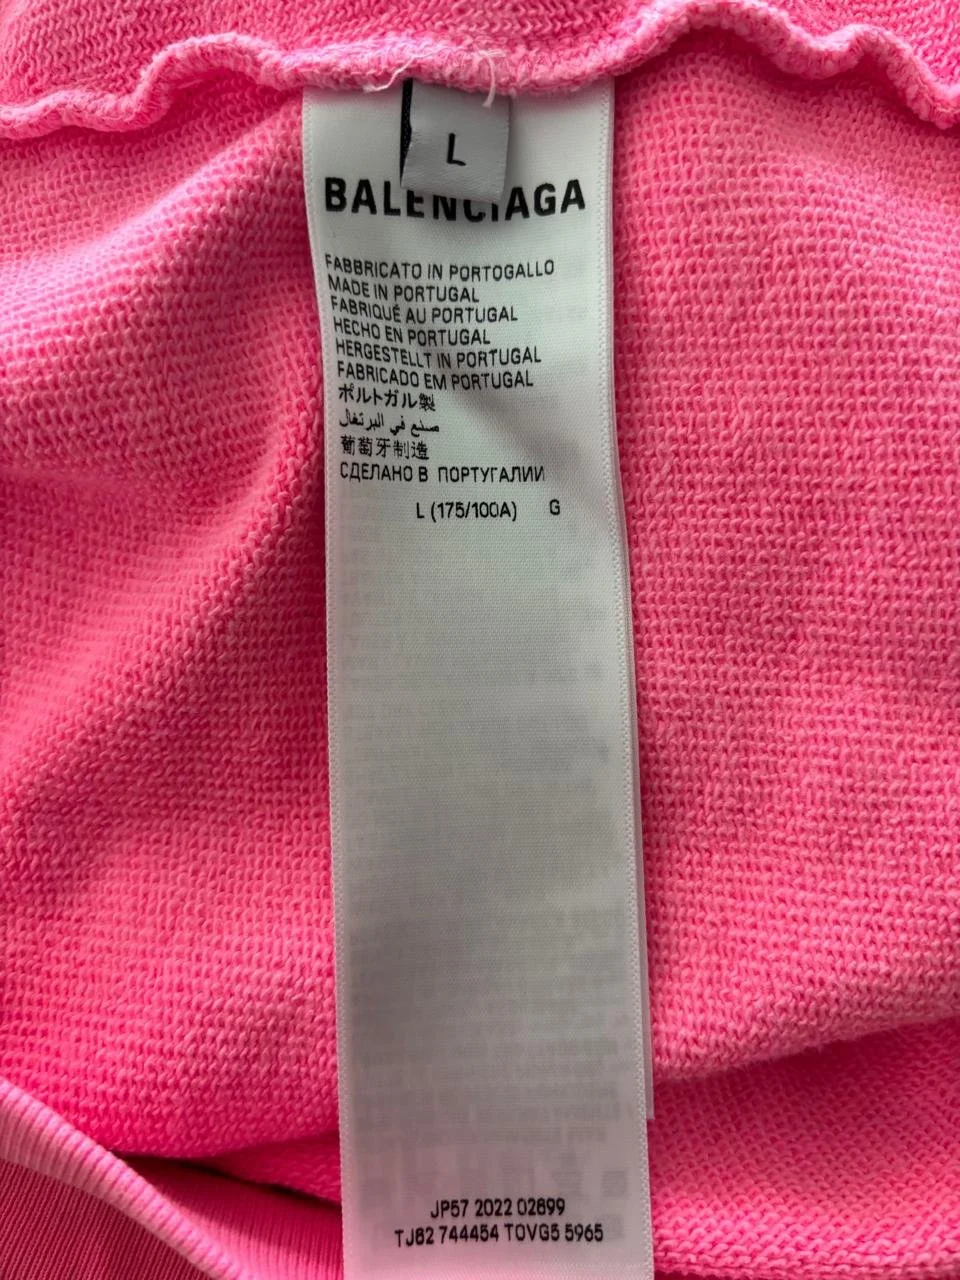 L
BALENCIAGA
FABBRICATO IN PORTOGALLO
MADE IN PORTUGAL
FABRIQUÉ AU PORTUGAL
HECHO EN PORTUGAL
HERGESTELLT IN PORTUGAL
FABRICADO EM PORTUGAL
ポルトガル製
صنع في البرتغال
葡萄牙制造
СДЕЛАНО В ПОРТУГАЛИИ
L (175/100A) G
JP57 2022 02899
TJ82 744454 TOVG5 5965